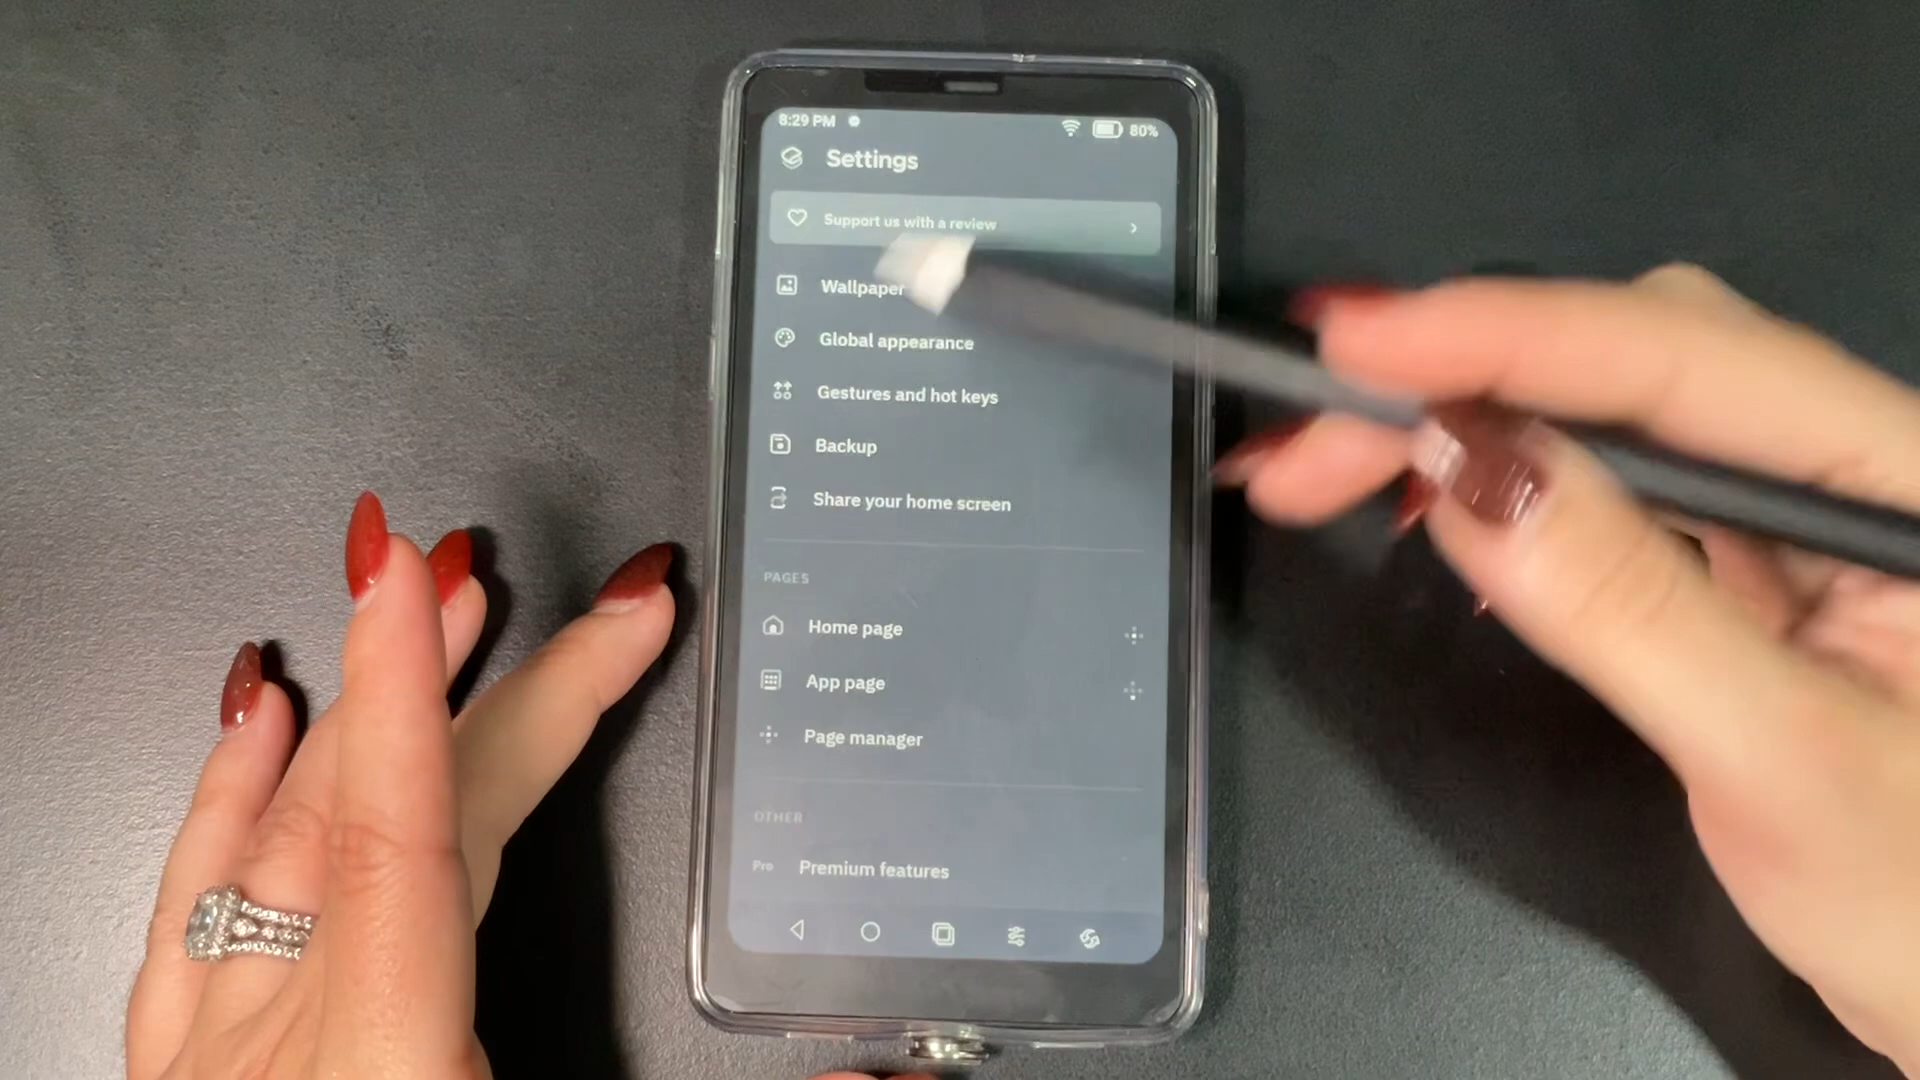 8:29 PM
80%
Settings
Support us with a review
Wallpaper
Global appearance
Gestures and hot keys
Backup
Share your home screen
PAGES
Home page
App page
Page manager
OTHER
Pro
Premium features